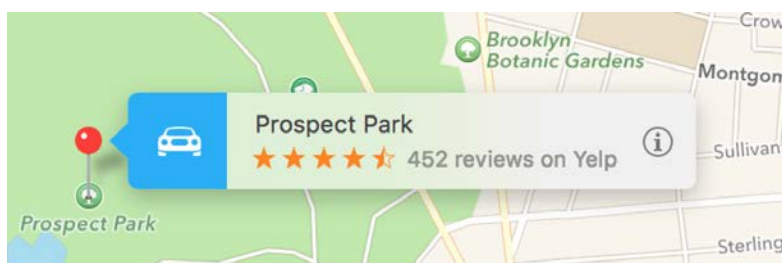 Crow
Brooklyn
Botanic Gardens
Montgom
Prospect Park
452 reviews on Yelp
Sullivan
Prospect Park
Sterling